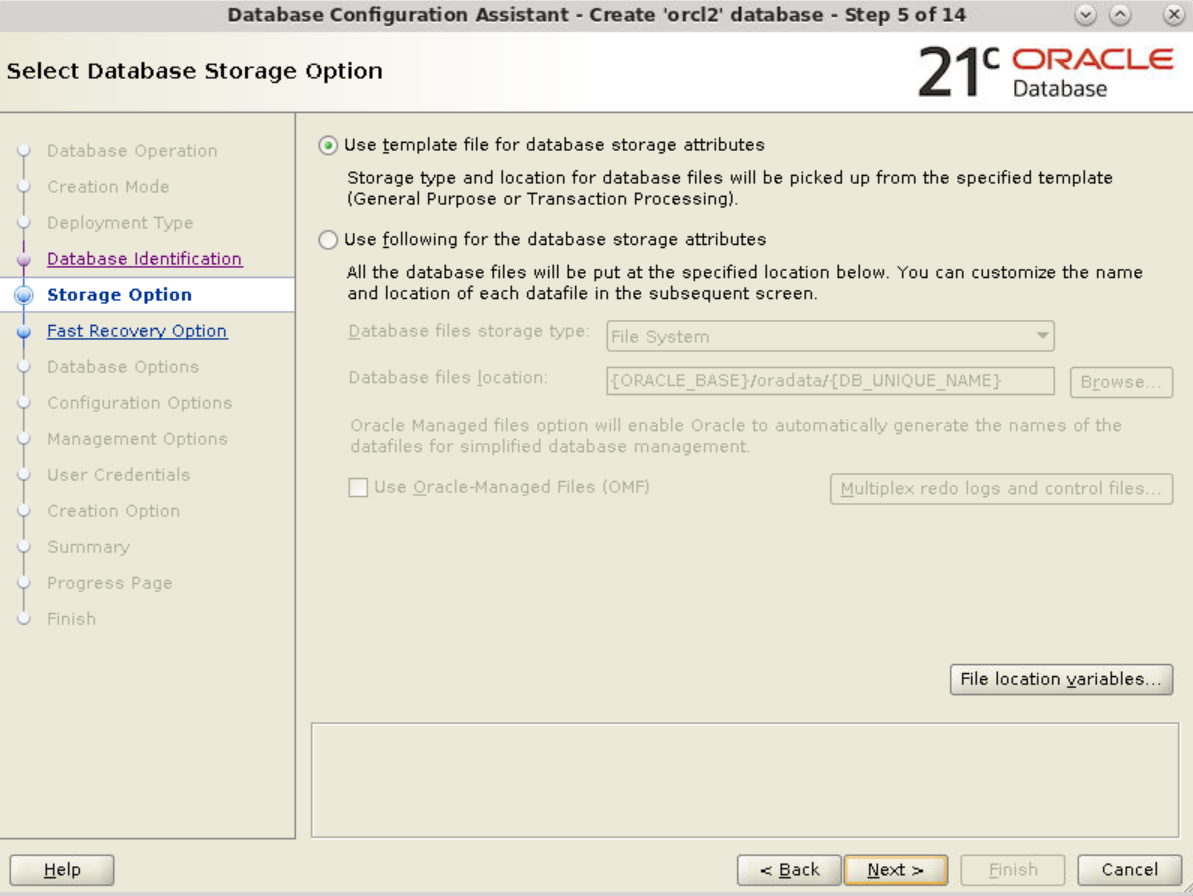 Database Configuration Assistant - Create 'orcl2' database - Step 5 of 14
Select Database Storage Option
21c ORACLE
Database
Database Operation
Creation Mode
Deployment Type
Database Identification
Storage Option
Fast Recovery Option
Database Options
Configuration Options
Management Options
User Credentials
Creation Option
Summary
Progress Page
Finish
Use template file for database storage attributes
Storage type and location for database files will be picked up from the specified template
(General Purpose or Transaction Processing).
Use following for the database storage attributes
All the database files will be put at the specified location below. You can customize the name
and location of each datafile in the subsequent screen.
Database files storage type: File System
Database files location: {ORACLE_BASE}/oradata/{DB_UNIQUE_NAME} Browse...
Oracle Managed files option will enable Oracle to automatically generate the names of the
datafiles for simplified database management.
Use Oracle-Managed Files (OMF) Multiplex redo logs and control files...
File location variables...
Help < Back Next > Finish Cancel